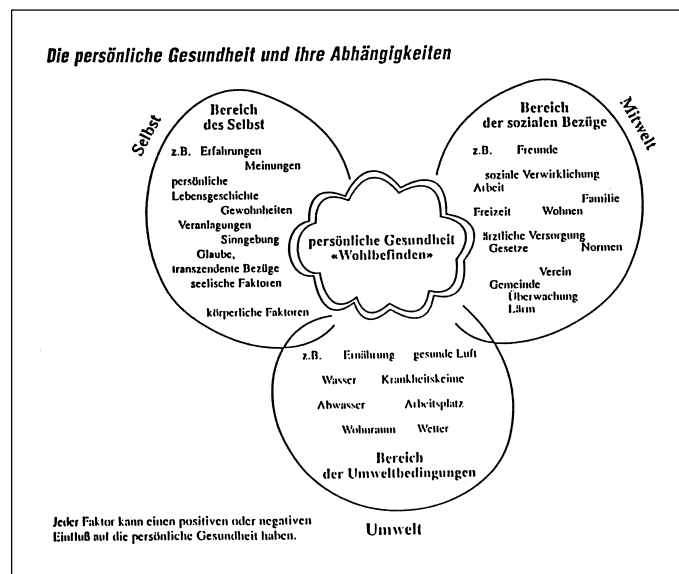 Die persönliche Gesundheit und ihre Abhängigkeiten
Selbst
Bereich
des Selbst
z.B. Erfahrungen
Meinungen
persönliche
Lebensgeschichte
Gewohnheiten
Veranlagungen
Sinngebung
Glaube,
transzendente Bezüge
seelische Faktoren
körperliche Faktoren
persönliche Gesundheit
«Wohlbefinden»
Mitwelt
Bereich
der sozialen Bezüge
z.B. Freunde
soziale Verwirklichung
Arbeit
Familie
Freizeit Wohnen
ärztliche Versorgung
Gesetze Normen
Verein
Gemeinde
Überwachung
Lärm
z.B. Ernährung gesunde Luft
Wasser Krankheitskeime
Abwasser Arbeitsplatz
Wohnraum Wetter
Bereich
der Umweltbedingungen
Umwelt
Jeder Faktor kann einen positiven oder negativen
Einfluß auf die persönliche Gesundheit haben.